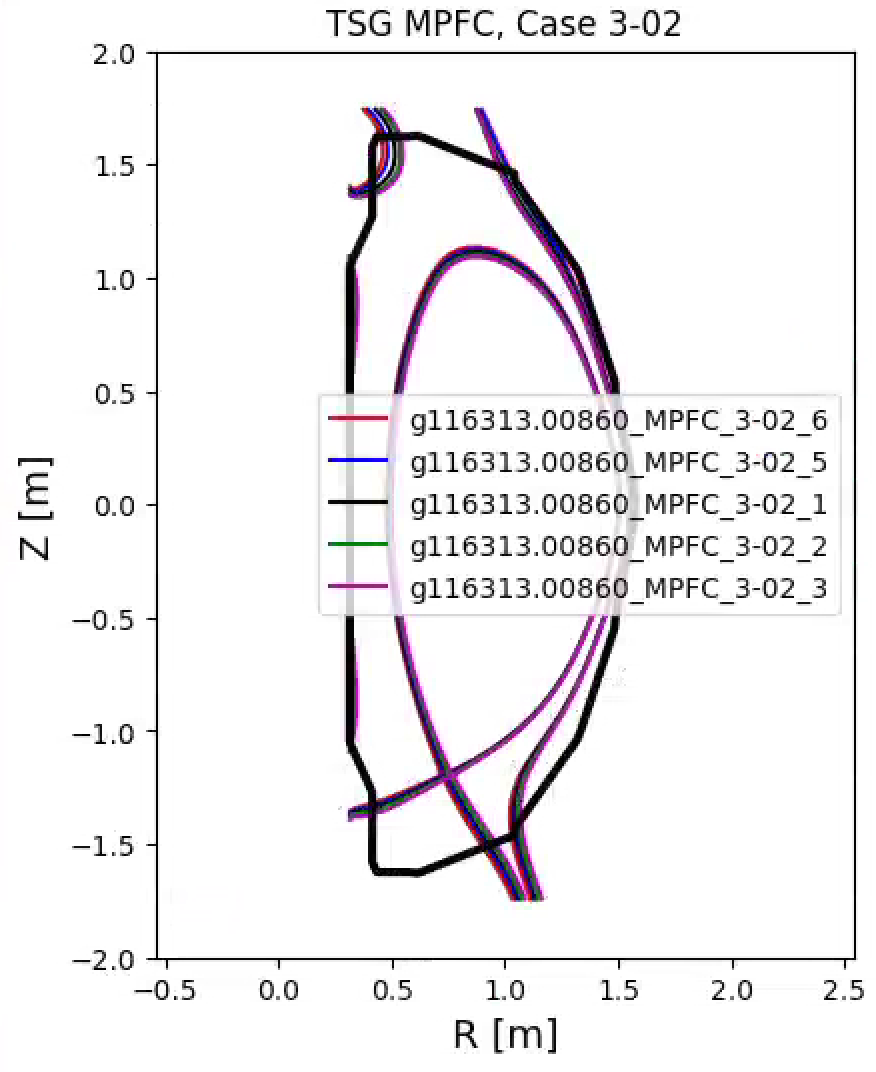 TSG MPFC, Case 3-02
2.0
1.5
1.0
0.5
0.0
−0.5
−1.0
−1.5
−2.0
Z [m]
g116313.00860_MPFC_3-02_6
g116313.00860_MPFC_3-02_5
g116313.00860_MPFC_3-02_1
g116313.00860_MPFC_3-02_2
g116313.00860_MPFC_3-02_3
−0.5 0.0 0.5 1.0 1.5 2.0 2.5
R [m]